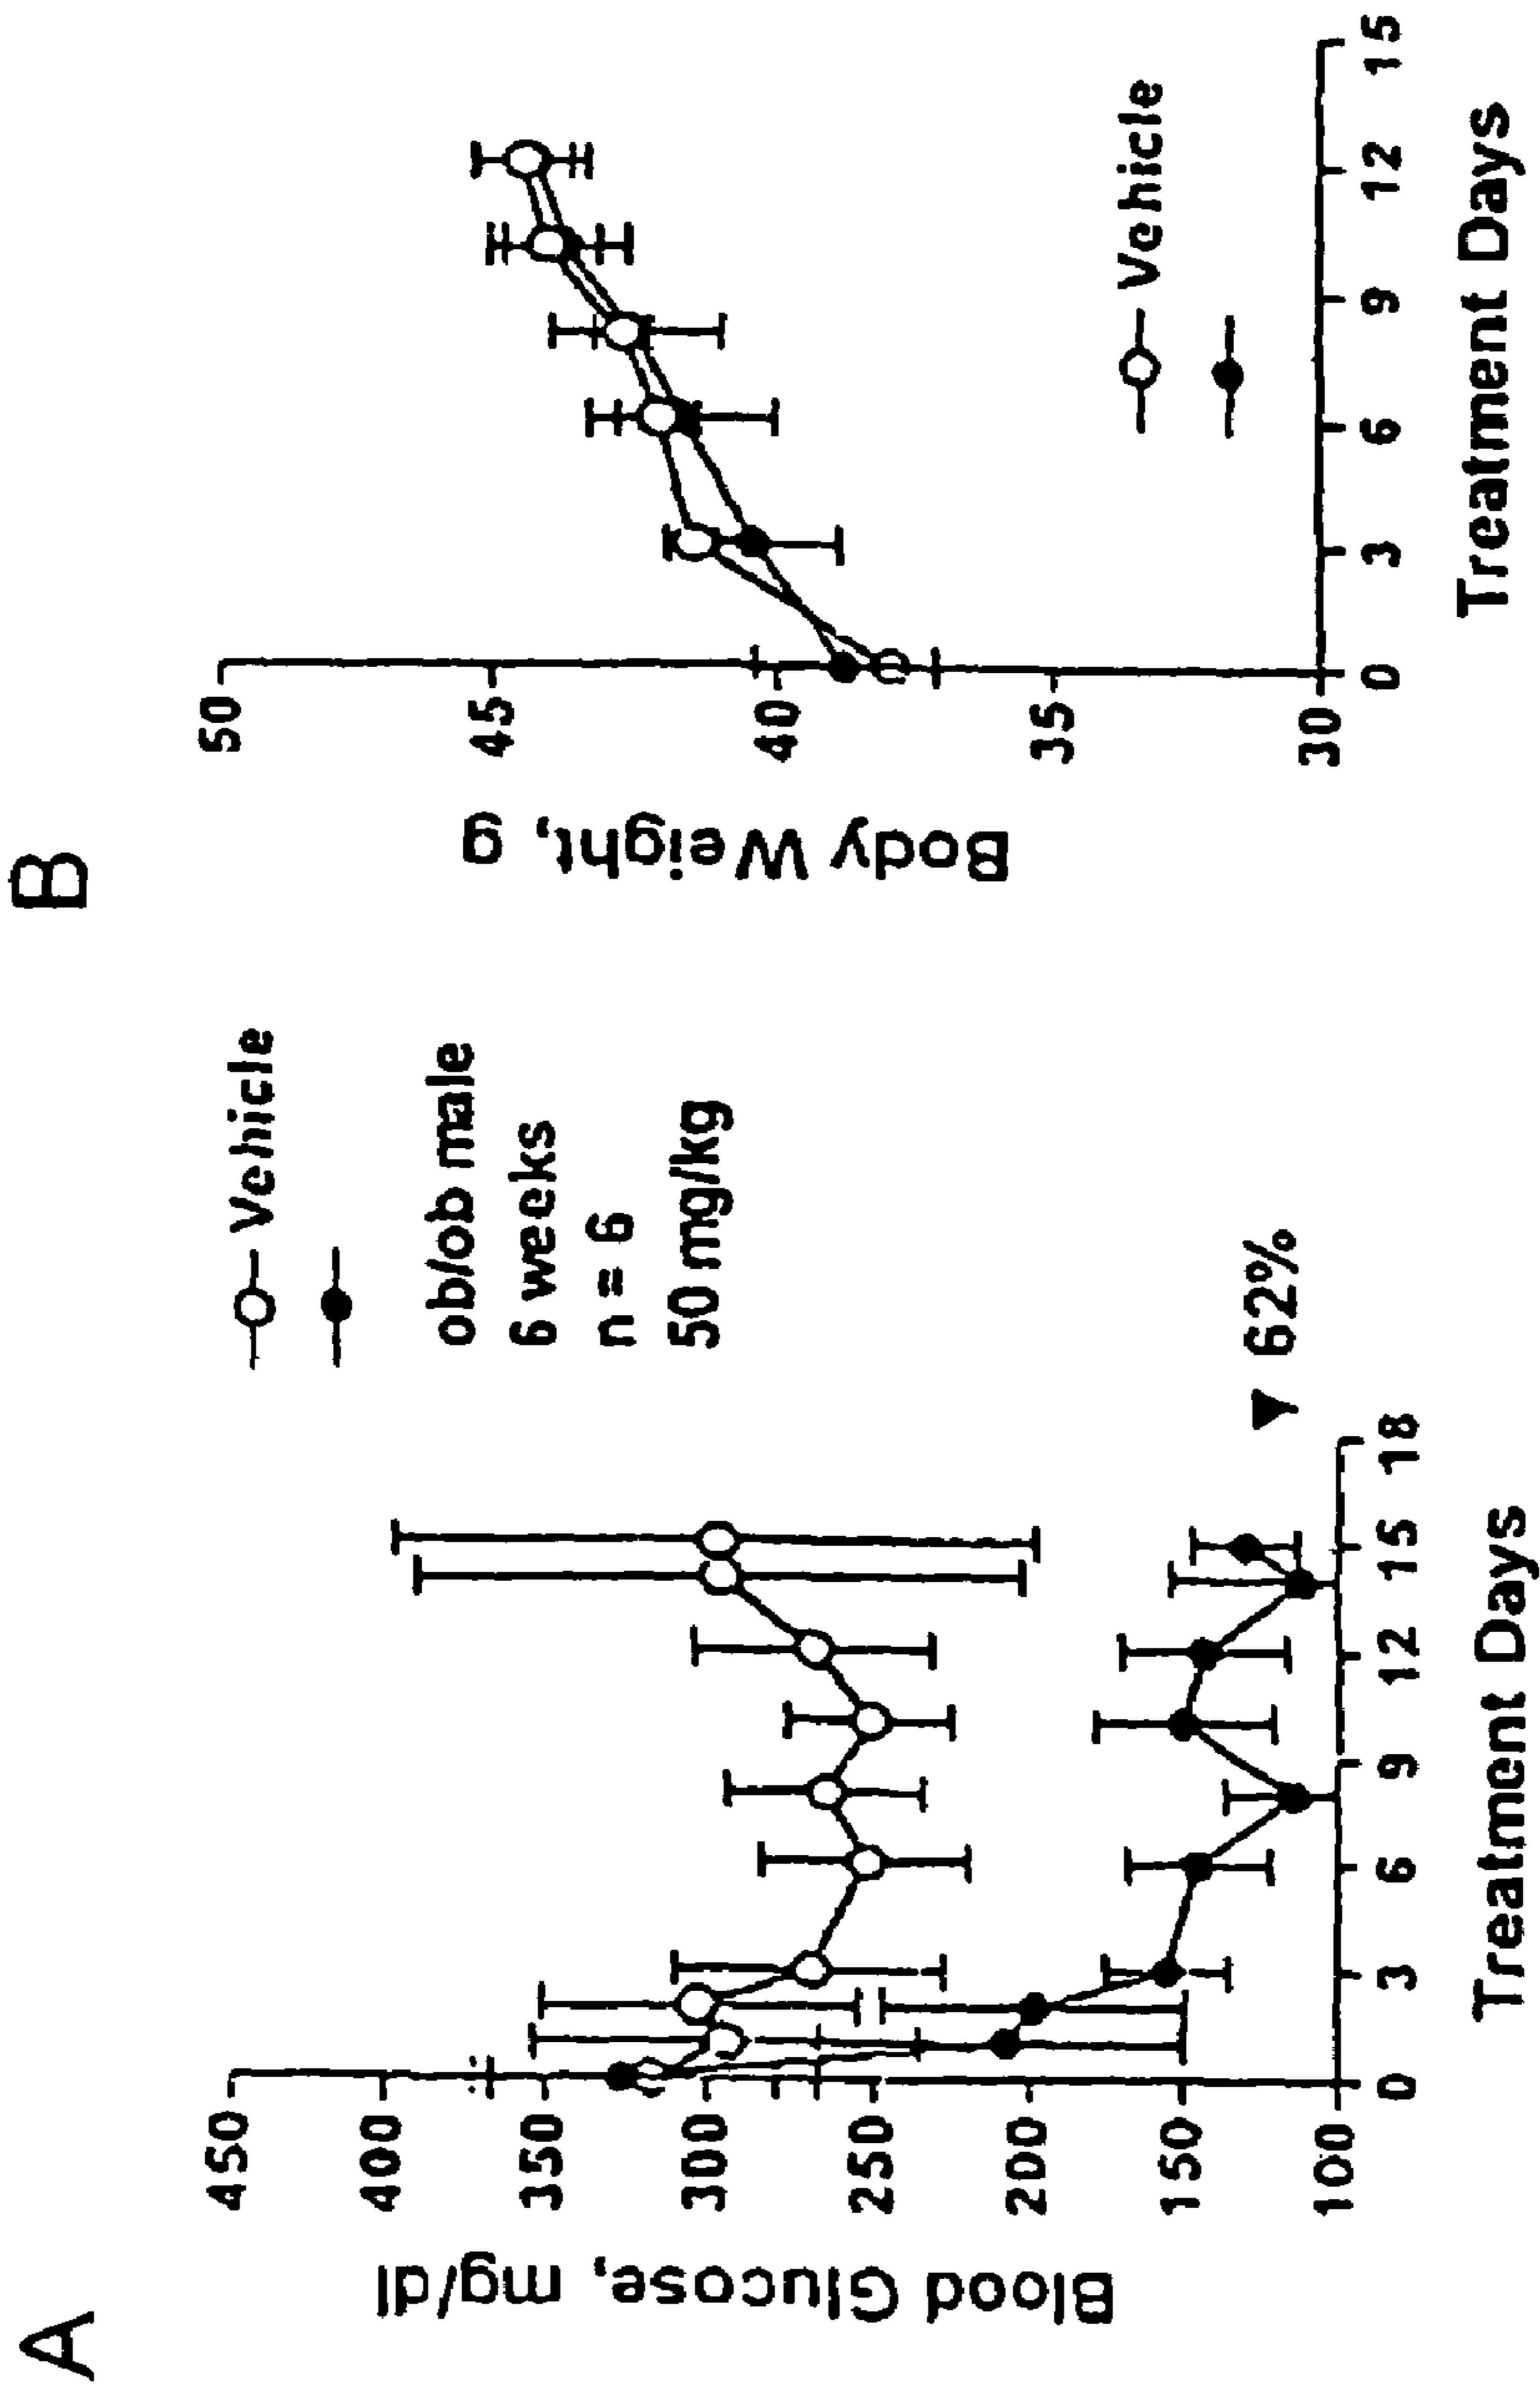 A
Blood Glucose, mg/dl
450
400
350
300
250
200
150
100
0
3
6
9
12
15
18
Treatment Days
Vehicle
ob/ob male
6 weeks
n = 6
50 mg/kg
▼ 62%
B
Body Weight, g
50
45
40
35
30
0
3
6
9
12
15
Treatment Days
Vehicle